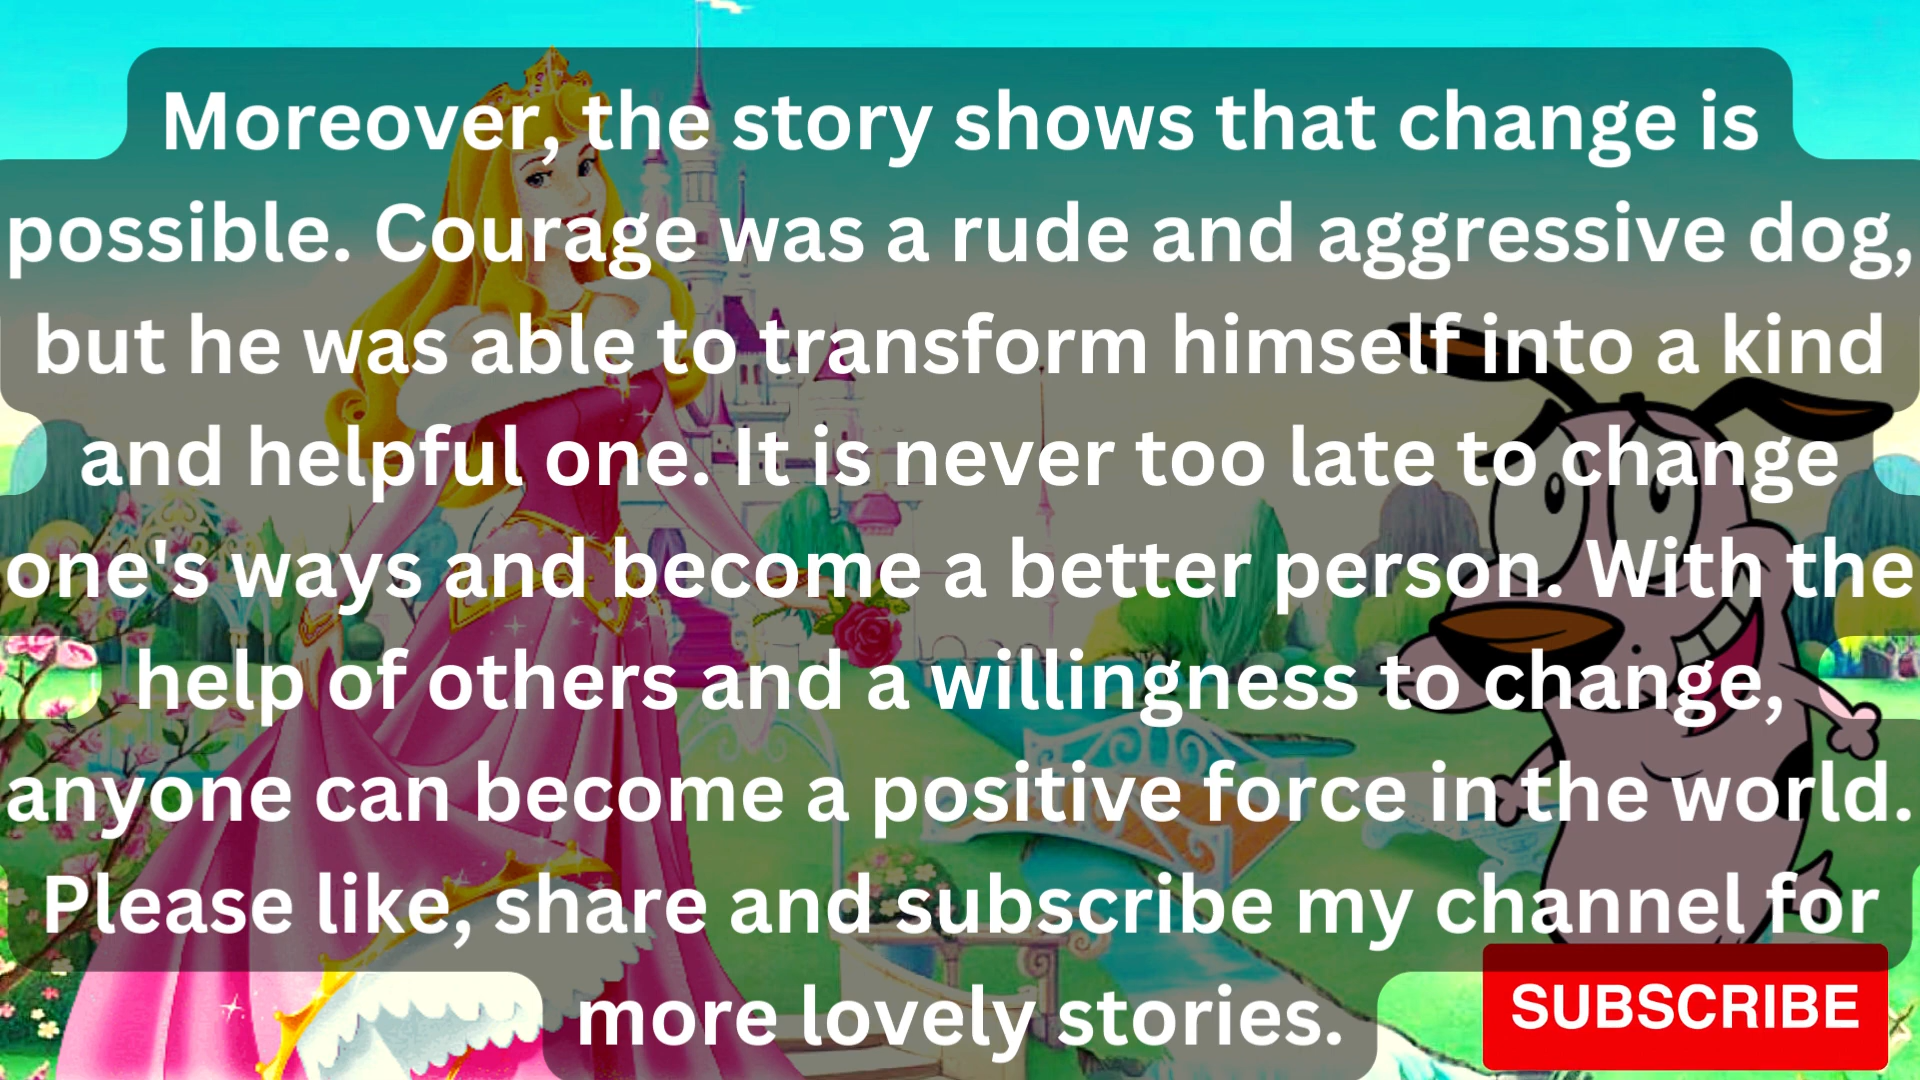 Moreover, the story shows that change is
possible. Courage was a rude and aggressive dog,
but he was able to transform himself into a kind
and helpful one. It is never too late to change
one's ways and become a better person. With the
help of others and a willingness to change,
anyone can become a positive force in the world.
Please like, share and subscribe my channel for
more lovely stories.
SUBSCRIBE